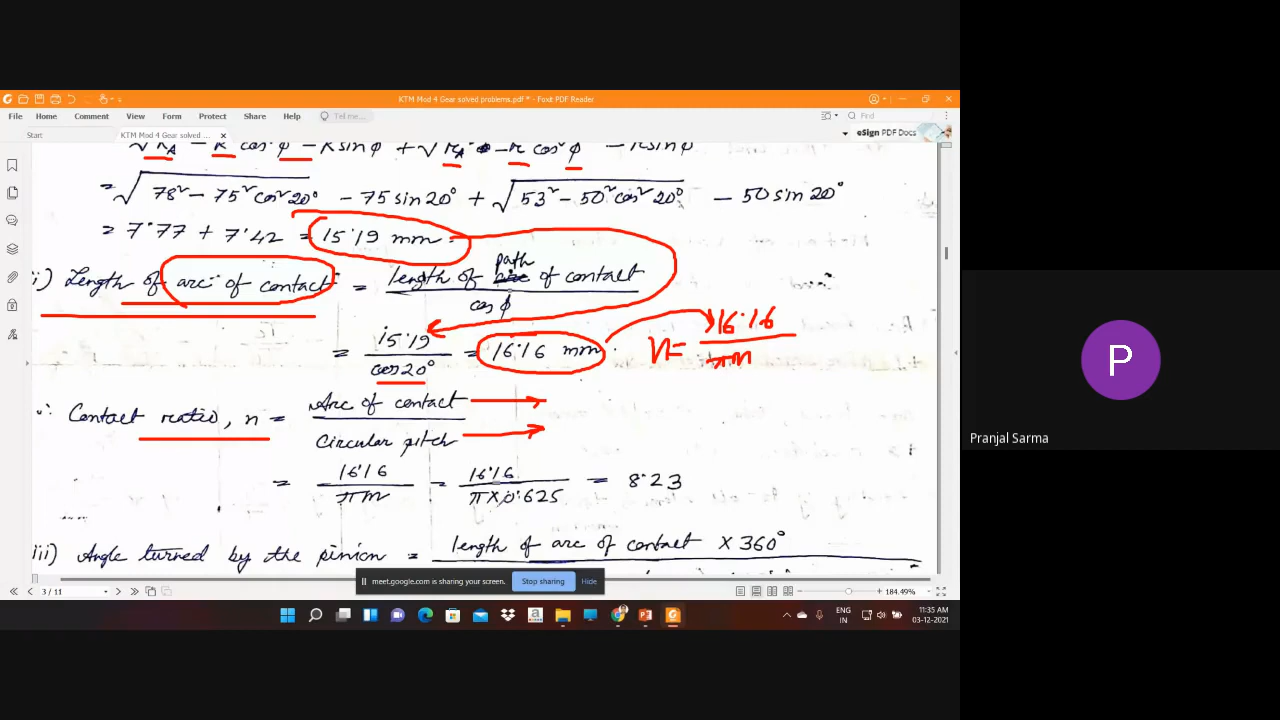 KTM Mod 4 Gear solved problems.pdf * - Foxit PDF Reader
File Home Comment View Form Protect Share Help Tell me... Find
Start KTM Mod 4 Gear solved ... eSign PDF Docs
= √78² − 75² cos² 20° − 75 sin 20° + √53² − 50² cos² 20° − 50 sin 20°
= 7.77 + 7.42 = 15.19 mm
i) Length of arc of contact = length of path of contact
cos φ
= 15.19 / cos 20° = 16.16 mm n = 16.16 / πm
∴ Contact ratio, n = Arc of contact
Circular pitch
= 16.16 / πm = 16.16 / π×0.625 = 8.23
iii) Angle turned by the pinion = length of arc of contact × 360°
meet.google.com is sharing your screen. Stop sharing Hide
3 / 11 184.49%
ENG 11:35 AM
IN 03-12-2021
P
Pranjal Sarma